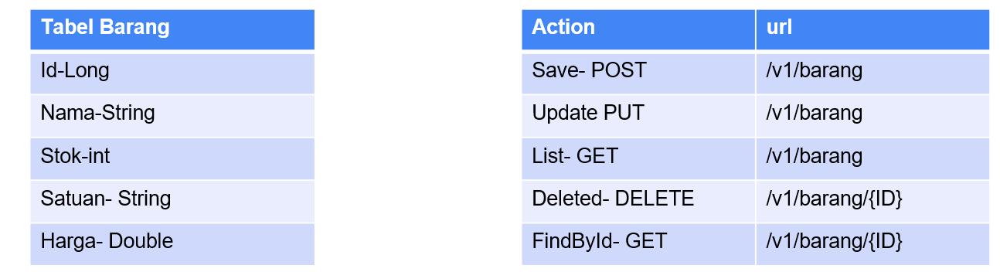 Tabel Barang
Id-Long
Nama-String
Stok-int
Satuan- String
Harga- Double
Action url
Save- POST /v1/barang
Update PUT /v1/barang
List- GET /v1/barang
Deleted- DELETE /v1/barang/{ID}
FindById- GET /v1/barang/{ID}